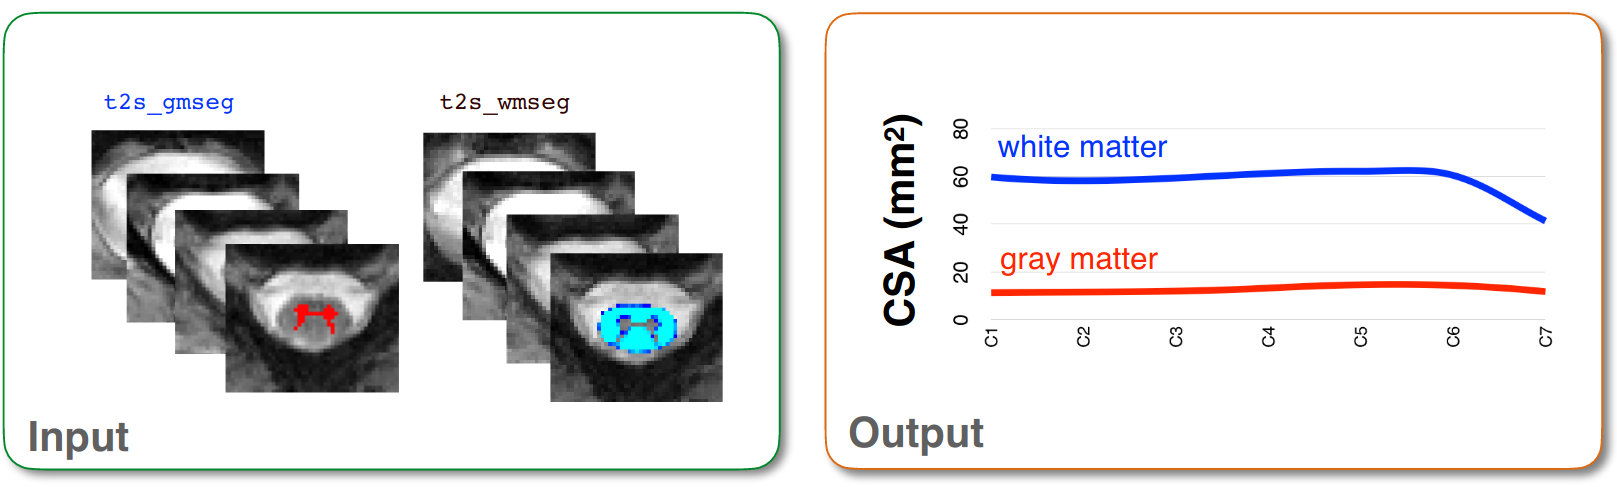 t2s_gmseg
t2s_wmseg
Input
CSA (mm²)
80
60
40
20
0
white matter
gray matter
C1
C2
C3
C4
C5
C6
C7
Output